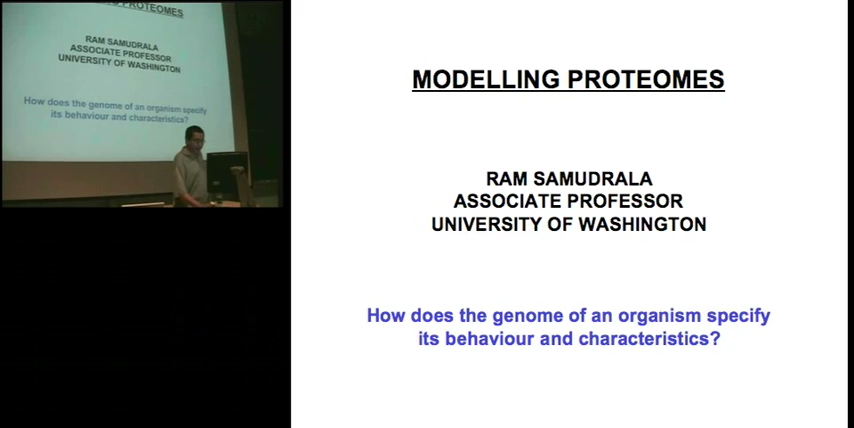 MODELLING PROTEOMES
RAM SAMUDRALA
ASSOCIATE PROFESSOR
UNIVERSITY OF WASHINGTON
How does the genome of an organism specify
its behaviour and characteristics?
PROTEOMES
RAM SAMUDRALA
ASSOCIATE PROFESSOR
UNIVERSITY OF WASHINGTON
How does the genome of an organism specify
its behaviour and characteristics?